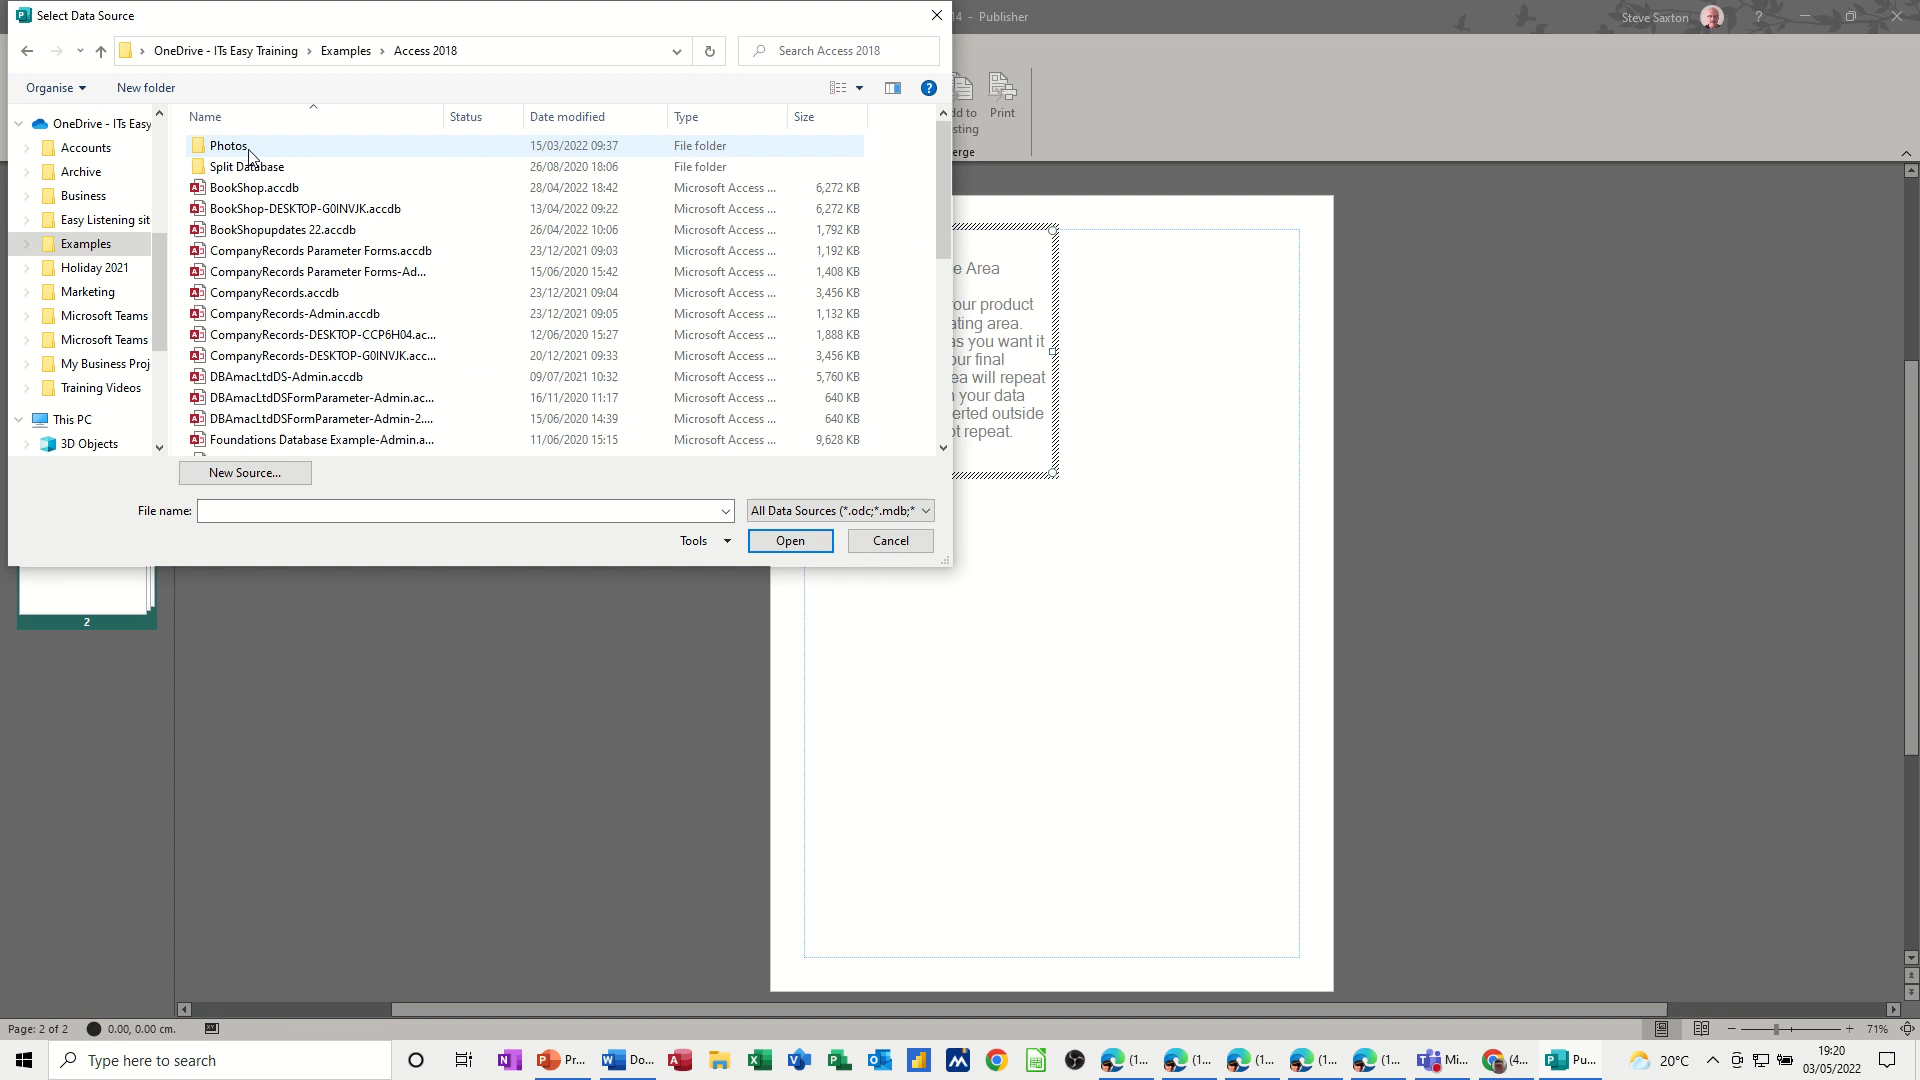 Select Data Source
14 - Publisher
Steve Saxton
OneDrive - ITs Easy Training > Examples > Access 2018
Search Access 2018
Organise
New folder
Name
Status
Date modified
Type
Size
OneDrive - ITs Easy
Accounts
Archive
Business
Easy Listening sit
Examples
Holiday 2021
Marketing
Microsoft Teams
Microsoft Teams
My Business Proj
Training Videos
This PC
3D Objects
Photos 15/03/2022 09:37 File folder
Split Database 26/08/2020 18:06 File folder
BookShop.accdb 28/04/2022 18:42 Microsoft Access ... 6,272 KB
BookShop-DESKTOP-G0INVJK.accdb 13/04/2022 09:22 Microsoft Access ... 6,272 KB
BookShopupdates 22.accdb 26/04/2022 10:06 Microsoft Access ... 1,792 KB
CompanyRecords Parameter Forms.accdb 23/12/2021 09:03 Microsoft Access ... 1,192 KB
CompanyRecords Parameter Forms-Ad... 15/06/2020 15:42 Microsoft Access ... 1,408 KB
CompanyRecords.accdb 23/12/2021 09:04 Microsoft Access ... 3,456 KB
CompanyRecords-Admin.accdb 23/12/2021 09:05 Microsoft Access ... 1,132 KB
CompanyRecords-DESKTOP-CCP6H04.ac... 12/06/2020 15:27 Microsoft Access ... 1,888 KB
CompanyRecords-DESKTOP-G0INVJK.acc... 20/12/2021 09:33 Microsoft Access ... 3,456 KB
DBAmacLtdDS-Admin.accdb 09/07/2021 10:32 Microsoft Access ... 5,760 KB
DBAmacLtdDSFormParameter-Admin.ac... 16/11/2020 11:17 Microsoft Access ... 640 KB
DBAmacLtdDSFormParameter-Admin-2.... 15/06/2020 14:39 Microsoft Access ... 640 KB
Foundations Database Example-Admin.a... 11/06/2020 15:15 Microsoft Access ... 9,628 KB
New Source...
File name:
All Data Sources (*.odc;*.mdb;*
Tools
Open
Cancel
dd to
sting
Print
erge
e Area
our product
ating area.
as you want it
our final
ea will repeat
your data
erted outside
ot repeat.
2
Page: 2 of 2
0.00, 0.00 cm.
71%
Type here to search
Pr...
Do...
(1...
(1...
(1...
(1...
(1...
Mi...
(4...
Pu...
20°C
19:20
03/05/2022